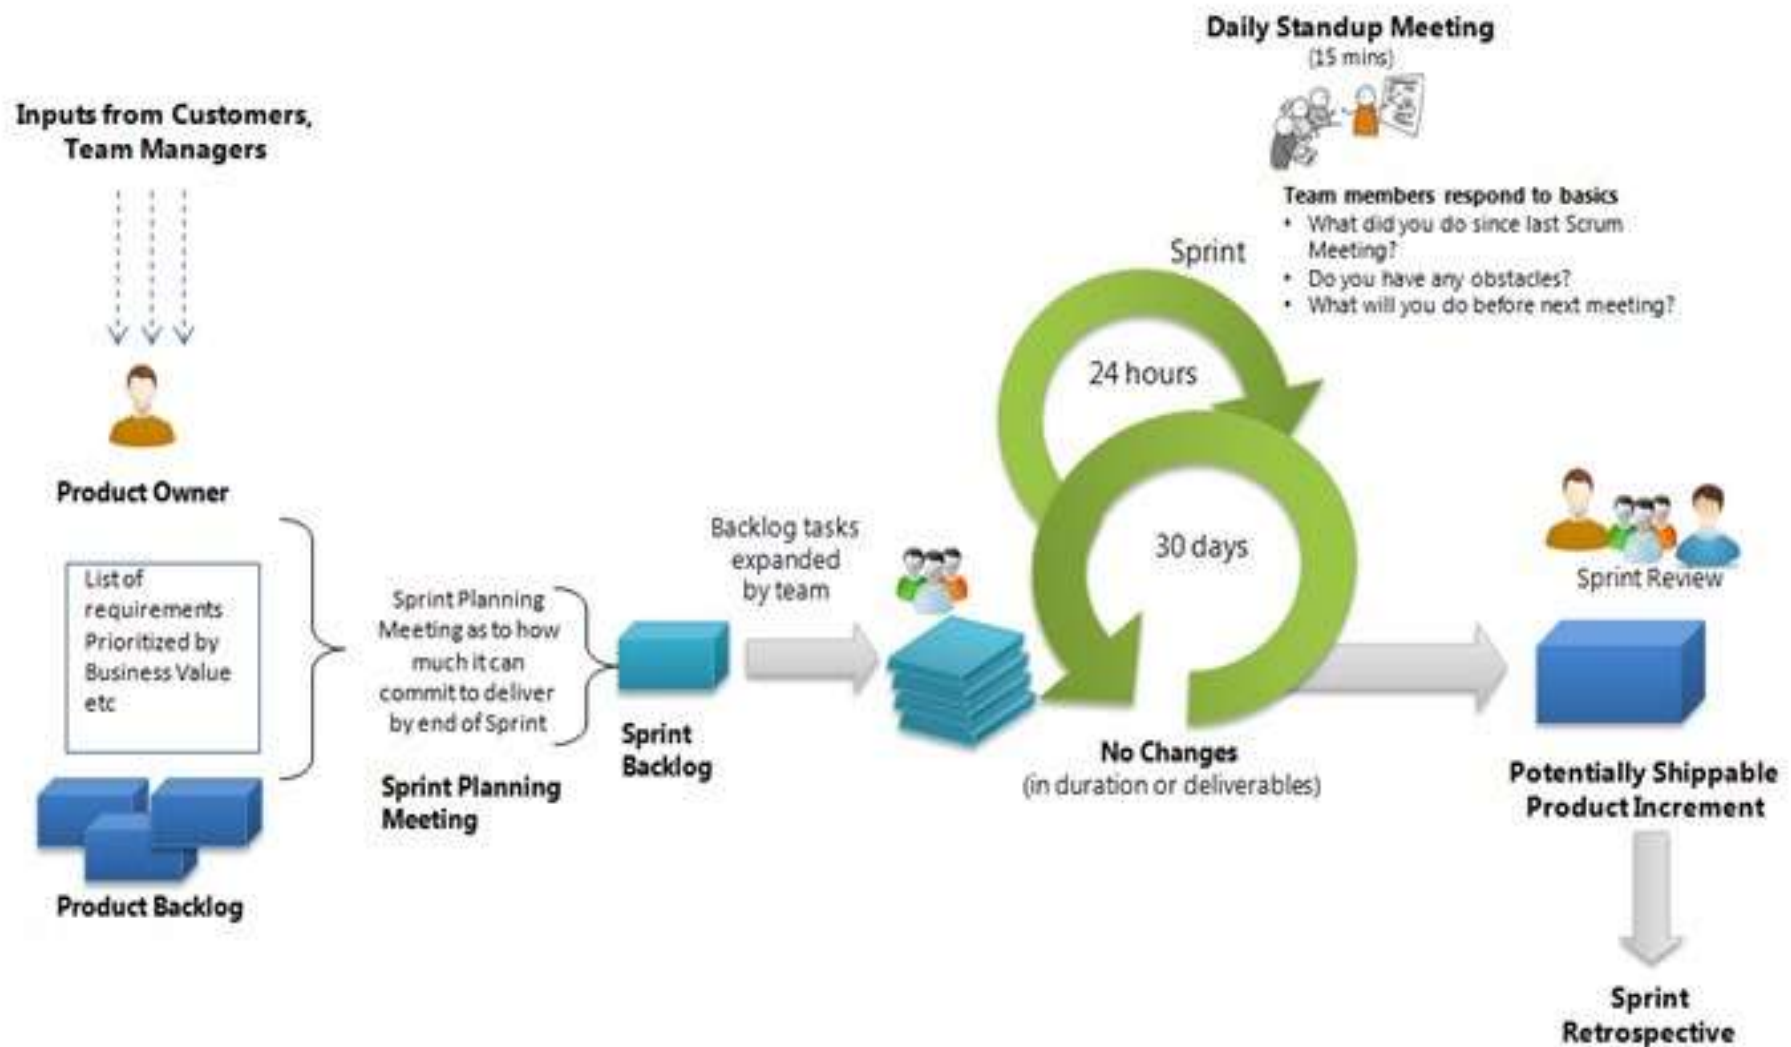 Daily Standup Meeting
(15 mins)
Inputs from Customers,
Team Managers
Team members respond to basics
• What did you do since last Scrum
Meeting?
• Do you have any obstacles?
• What will you do before next meeting?
Sprint
24 hours
30 days
Product Owner
List of
requirements
Prioritized by
Business Value
etc
Product Backlog
Sprint Planning
Meeting as to how
much it can
commit to deliver
by end of Sprint
Sprint Planning
Meeting
Sprint
Backlog
Backlog tasks
expanded
by team
No Changes
(in duration or deliverables)
Sprint Review
Potentially Shippable
Product Increment
Sprint
Retrospective